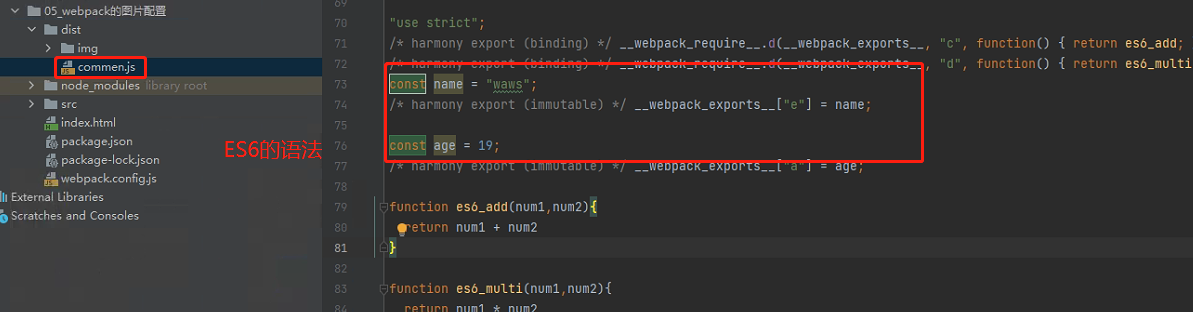 05_webpack的图片配置
dist
img
commen.js
node_modules library root
src
index.html
package.json
package-lock.json
webpack.config.js
External Libraries
Scratches and Consoles
ES6的语法
69
70 "use strict";
71 /* harmony export (binding) */ __webpack_require__.d(__webpack_exports__, "c", function() { return es6_add;
72 /* harmony export (binding) */ __webpack_require__.d(__webpack_exports__, "d", function() { return es6_multi
73 const name = "waws";
74 /* harmony export (immutable) */ __webpack_exports__["e"] = name;
75
76 const age = 19;
77 /* harmony export (immutable) */ __webpack_exports__["a"] = age;
78
79 function es6_add(num1,num2){
80 return num1 + num2
81 }
82
83 function es6_multi(num1,num2){
84 return num1 * num2